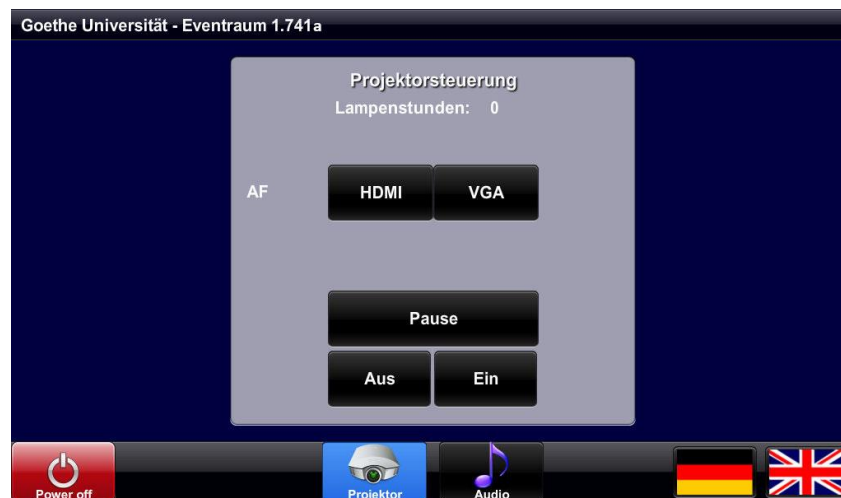 Goethe Universität - Eventraum 1.741a
Projektorsteuerung
Lampenstunden: 0
AF HDMI VGA
Pause
Aus Ein
Power off Projektor Audio